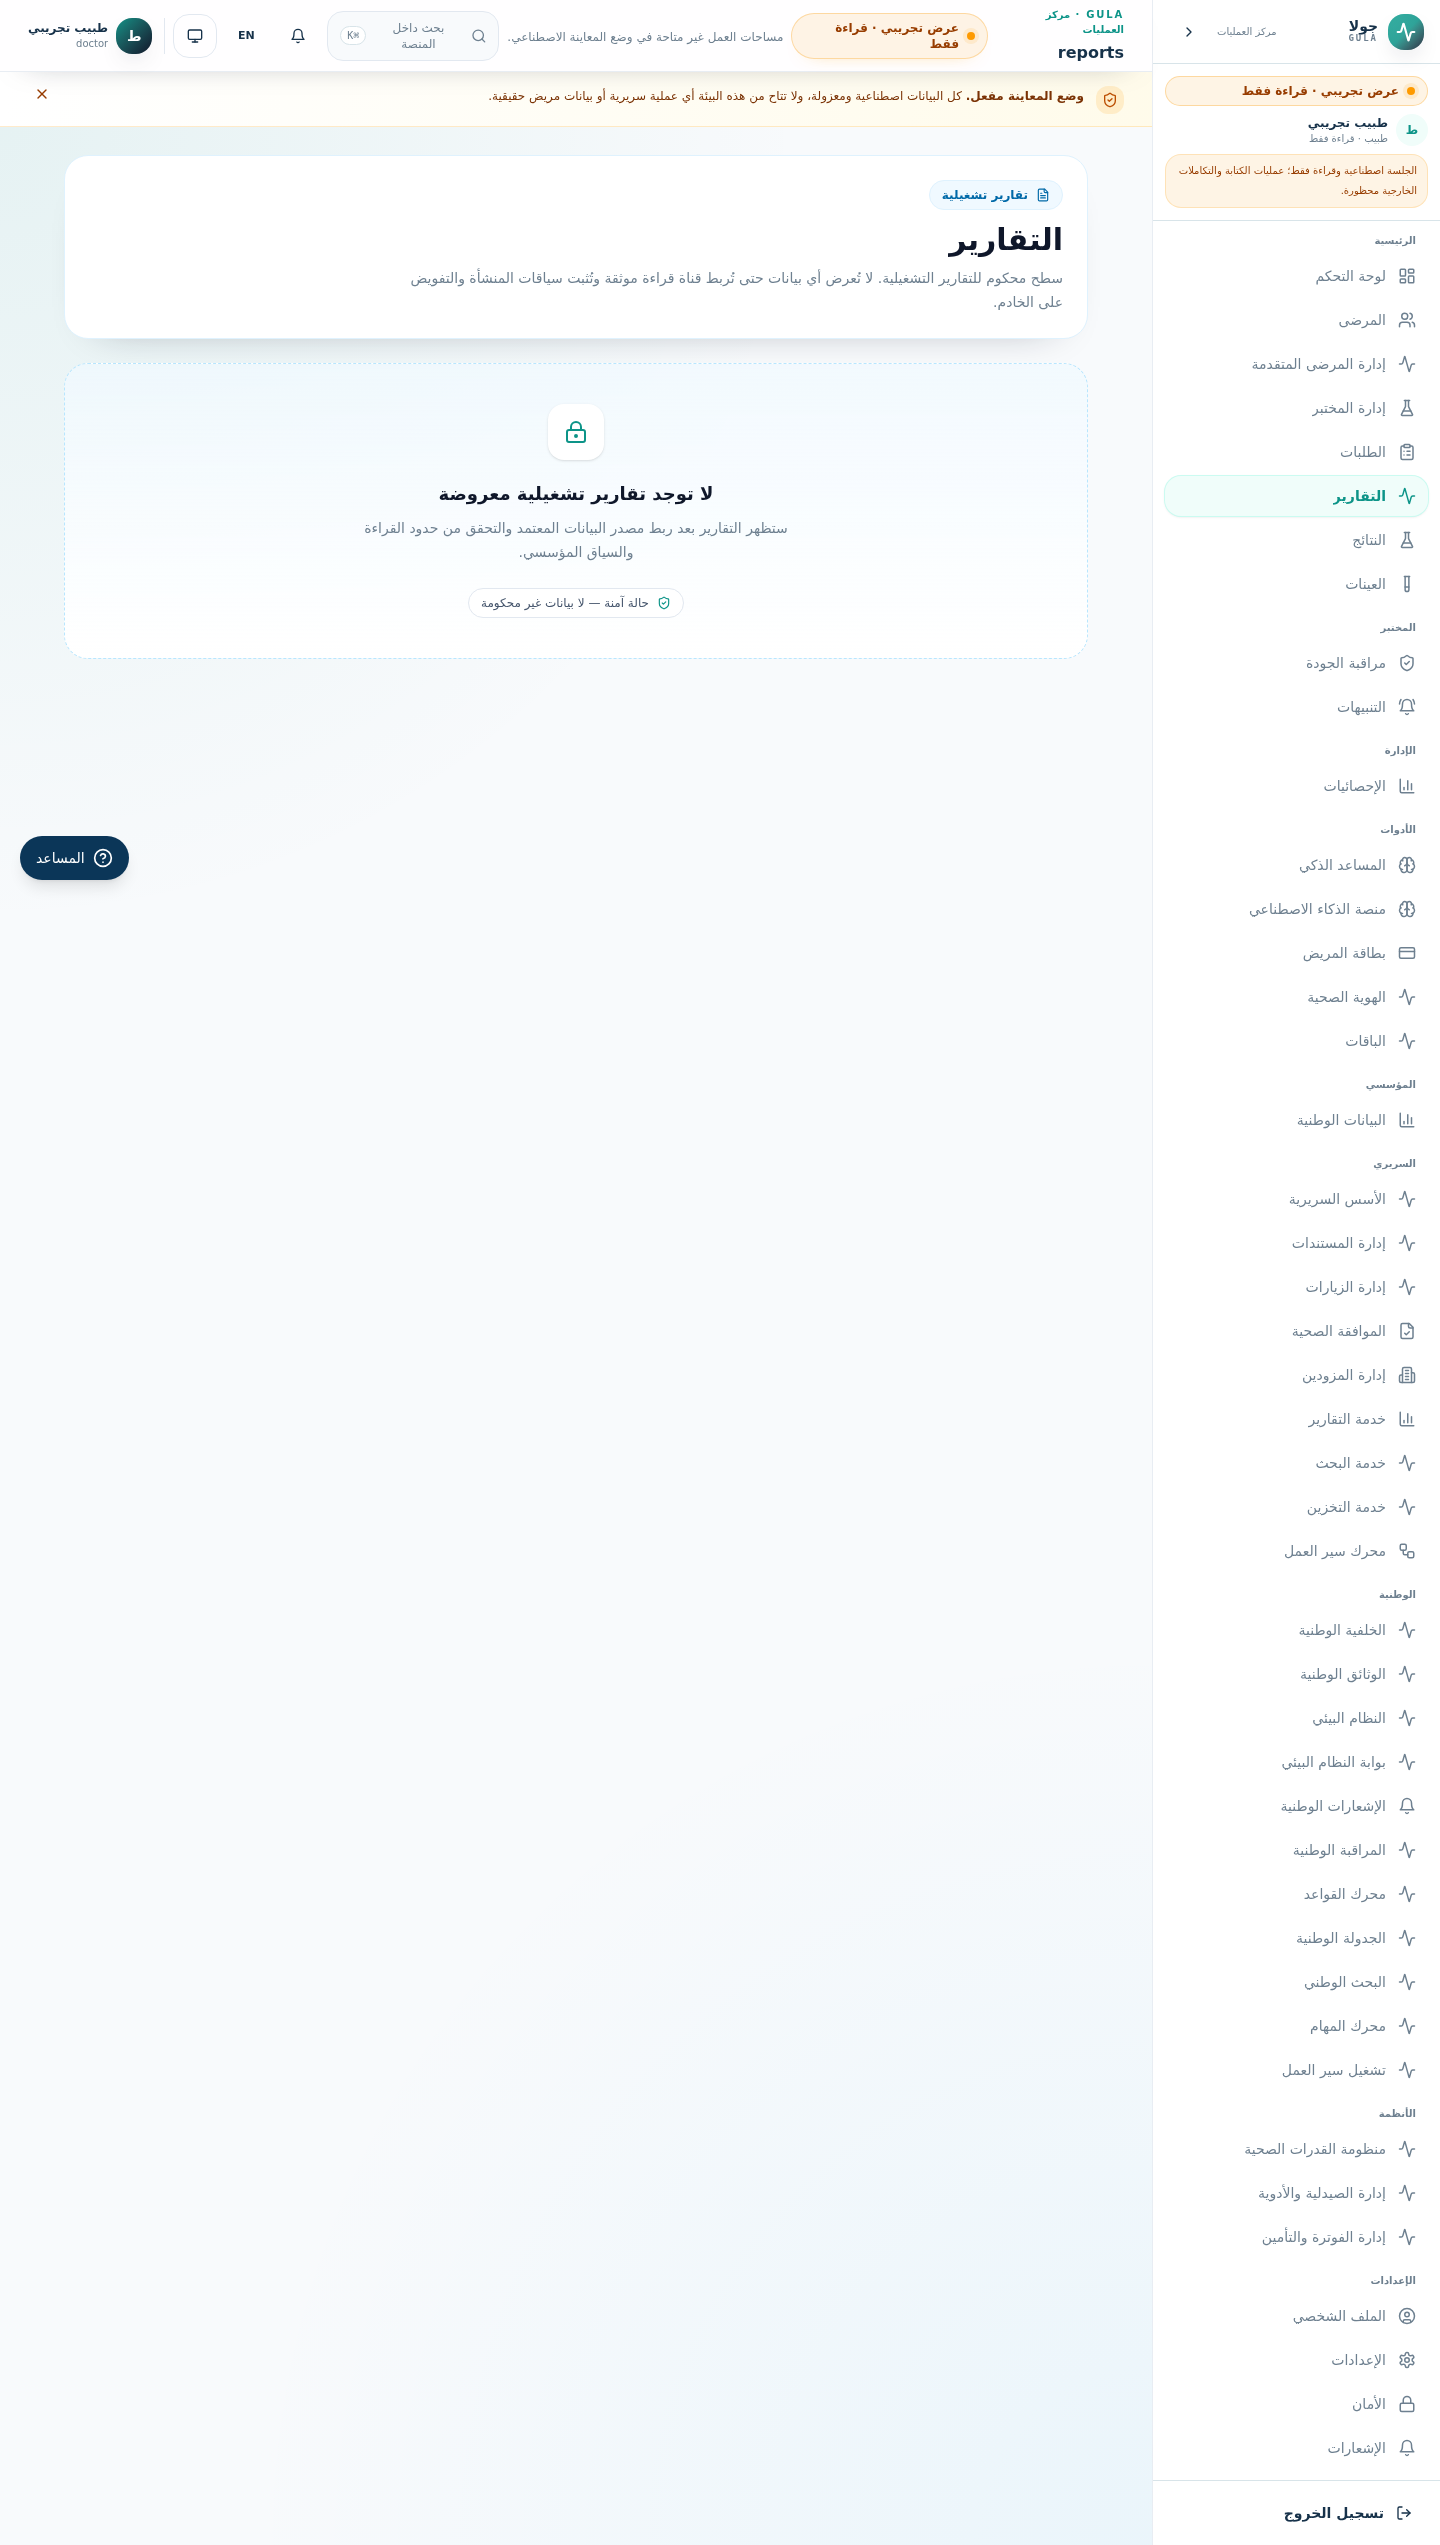 جولا
GULA
مركز العمليات
عرض تجريبي · قراءة فقط
ط
طبيب تجريبي
طبيب · قراءة فقط
الجلسة اصطناعية وقراءة فقط؛ عمليات الكتابة والتكاملات
الخارجية محظورة.
الرئيسية
لوحة التحكم
المرضى
إدارة المرضى المتقدمة
إدارة المختبر
الطلبات
التقارير
النتائج
العينات
المختبر
مراقبة الجودة
التنبيهات
الإدارة
الإحصائيات
الأدوات
المساعد الذكي
منصة الذكاء الاصطناعي
بطاقة المريض
الهوية الصحية
الباقات
المؤسسي
البيانات الوطنية
السريري
الأسس السريرية
إدارة المستندات
إدارة الزيارات
الموافقة الصحية
إدارة المزودين
خدمة التقارير
خدمة البحث
خدمة التخزين
محرك سير العمل
الوطنية
الخلفية الوطنية
الوثائق الوطنية
النظام البيئي
بوابة النظام البيئي
الإشعارات الوطنية
المراقبة الوطنية
محرك القواعد
الجدولة الوطنية
البحث الوطني
محرك المهام
تشغيل سير العمل
الأنظمة
منظومة القدرات الصحية
إدارة الصيدلية والأدوية
إدارة الفوترة والتأمين
الإعدادات
الملف الشخصي
الإعدادات
الأمان
الإشعارات
تسجيل الخروج
GULA · مركز
العمليات
reports
عرض تجريبي · قراءة
فقط
مساحات العمل غير متاحة في وضع المعاينة الاصطناعي.
بحث داخل
المنصة
⌘K
EN
ط
طبيب تجريبي
doctor
وضع المعاينة مفعل. كل البيانات اصطناعية ومعزولة، ولا تتاح من هذه البيئة أي عملية سريرية أو بيانات مريض حقيقية.
تقارير تشغيلية
التقارير
سطح محكوم للتقارير التشغيلية. لا تُعرض أي بيانات حتى تُربط قناة قراءة موثقة وتُثبت سياقات المنشأة والتفويض
على الخادم.
لا توجد تقارير تشغيلية معروضة
ستظهر التقارير بعد ربط مصدر البيانات المعتمد والتحقق من حدود القراءة
والسياق المؤسسي.
حالة آمنة — لا بيانات غير محكومة
المساعد